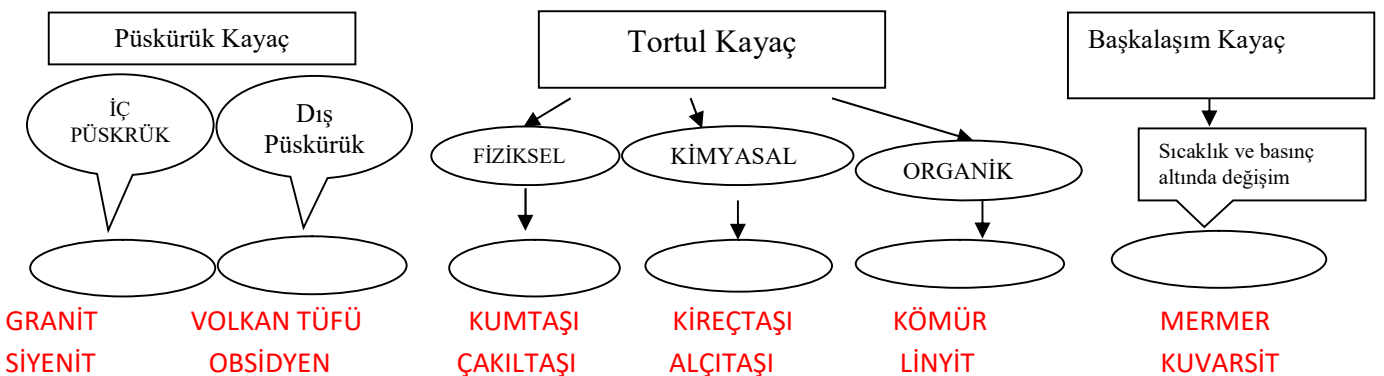 Püskürük Kayaç
Tortul Kayaç
Başkalaşım Kayaç
İÇ
PÜSKRÜK
Dış
Püskürük
FİZİKSEL
KİMYASAL
ORGANİK
Sıcaklık ve basınç
altında değişim
GRANİT VOLKAN TÜFÜ KUMTAŞI KİREÇTAŞI KÖMÜR MERMER
SİYENİT OBSİDYEN ÇAKILTAŞI ALÇITAŞI LİNYİT KUVARSİT